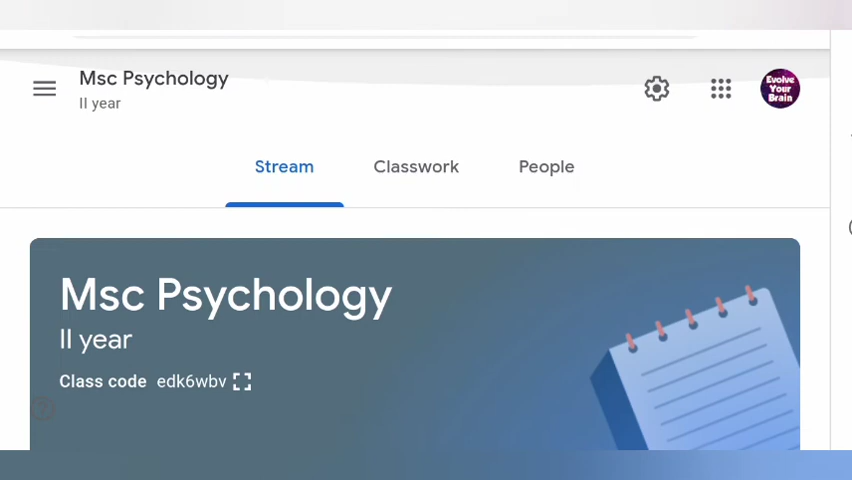 Msc Psychology
II year
Evolve
Your
Brain
Stream Classwork People
Msc Psychology
II year
Class code edk6wbv